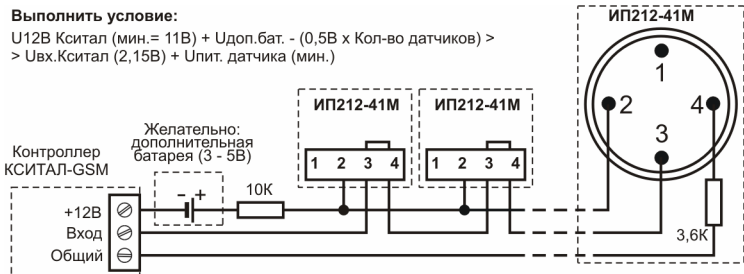 Выполнить условие:
U12В Кситал (мин.= 11В) + Uдоп.бат. - (0,5В х Кол-во датчиков) >
> Uвх.Кситал (2,15В) + Uпит. датчика (мин.)
ИП212-41М
1
2
4
3
3,6К
ИП212-41М
1 2 3 4
ИП212-41М
1 2 3 4
Желательно:
дополнительная
батарея (3 - 5В)
- +
10К
Контроллер
КСИТАЛ-GSM
+12В
Вход
Общий